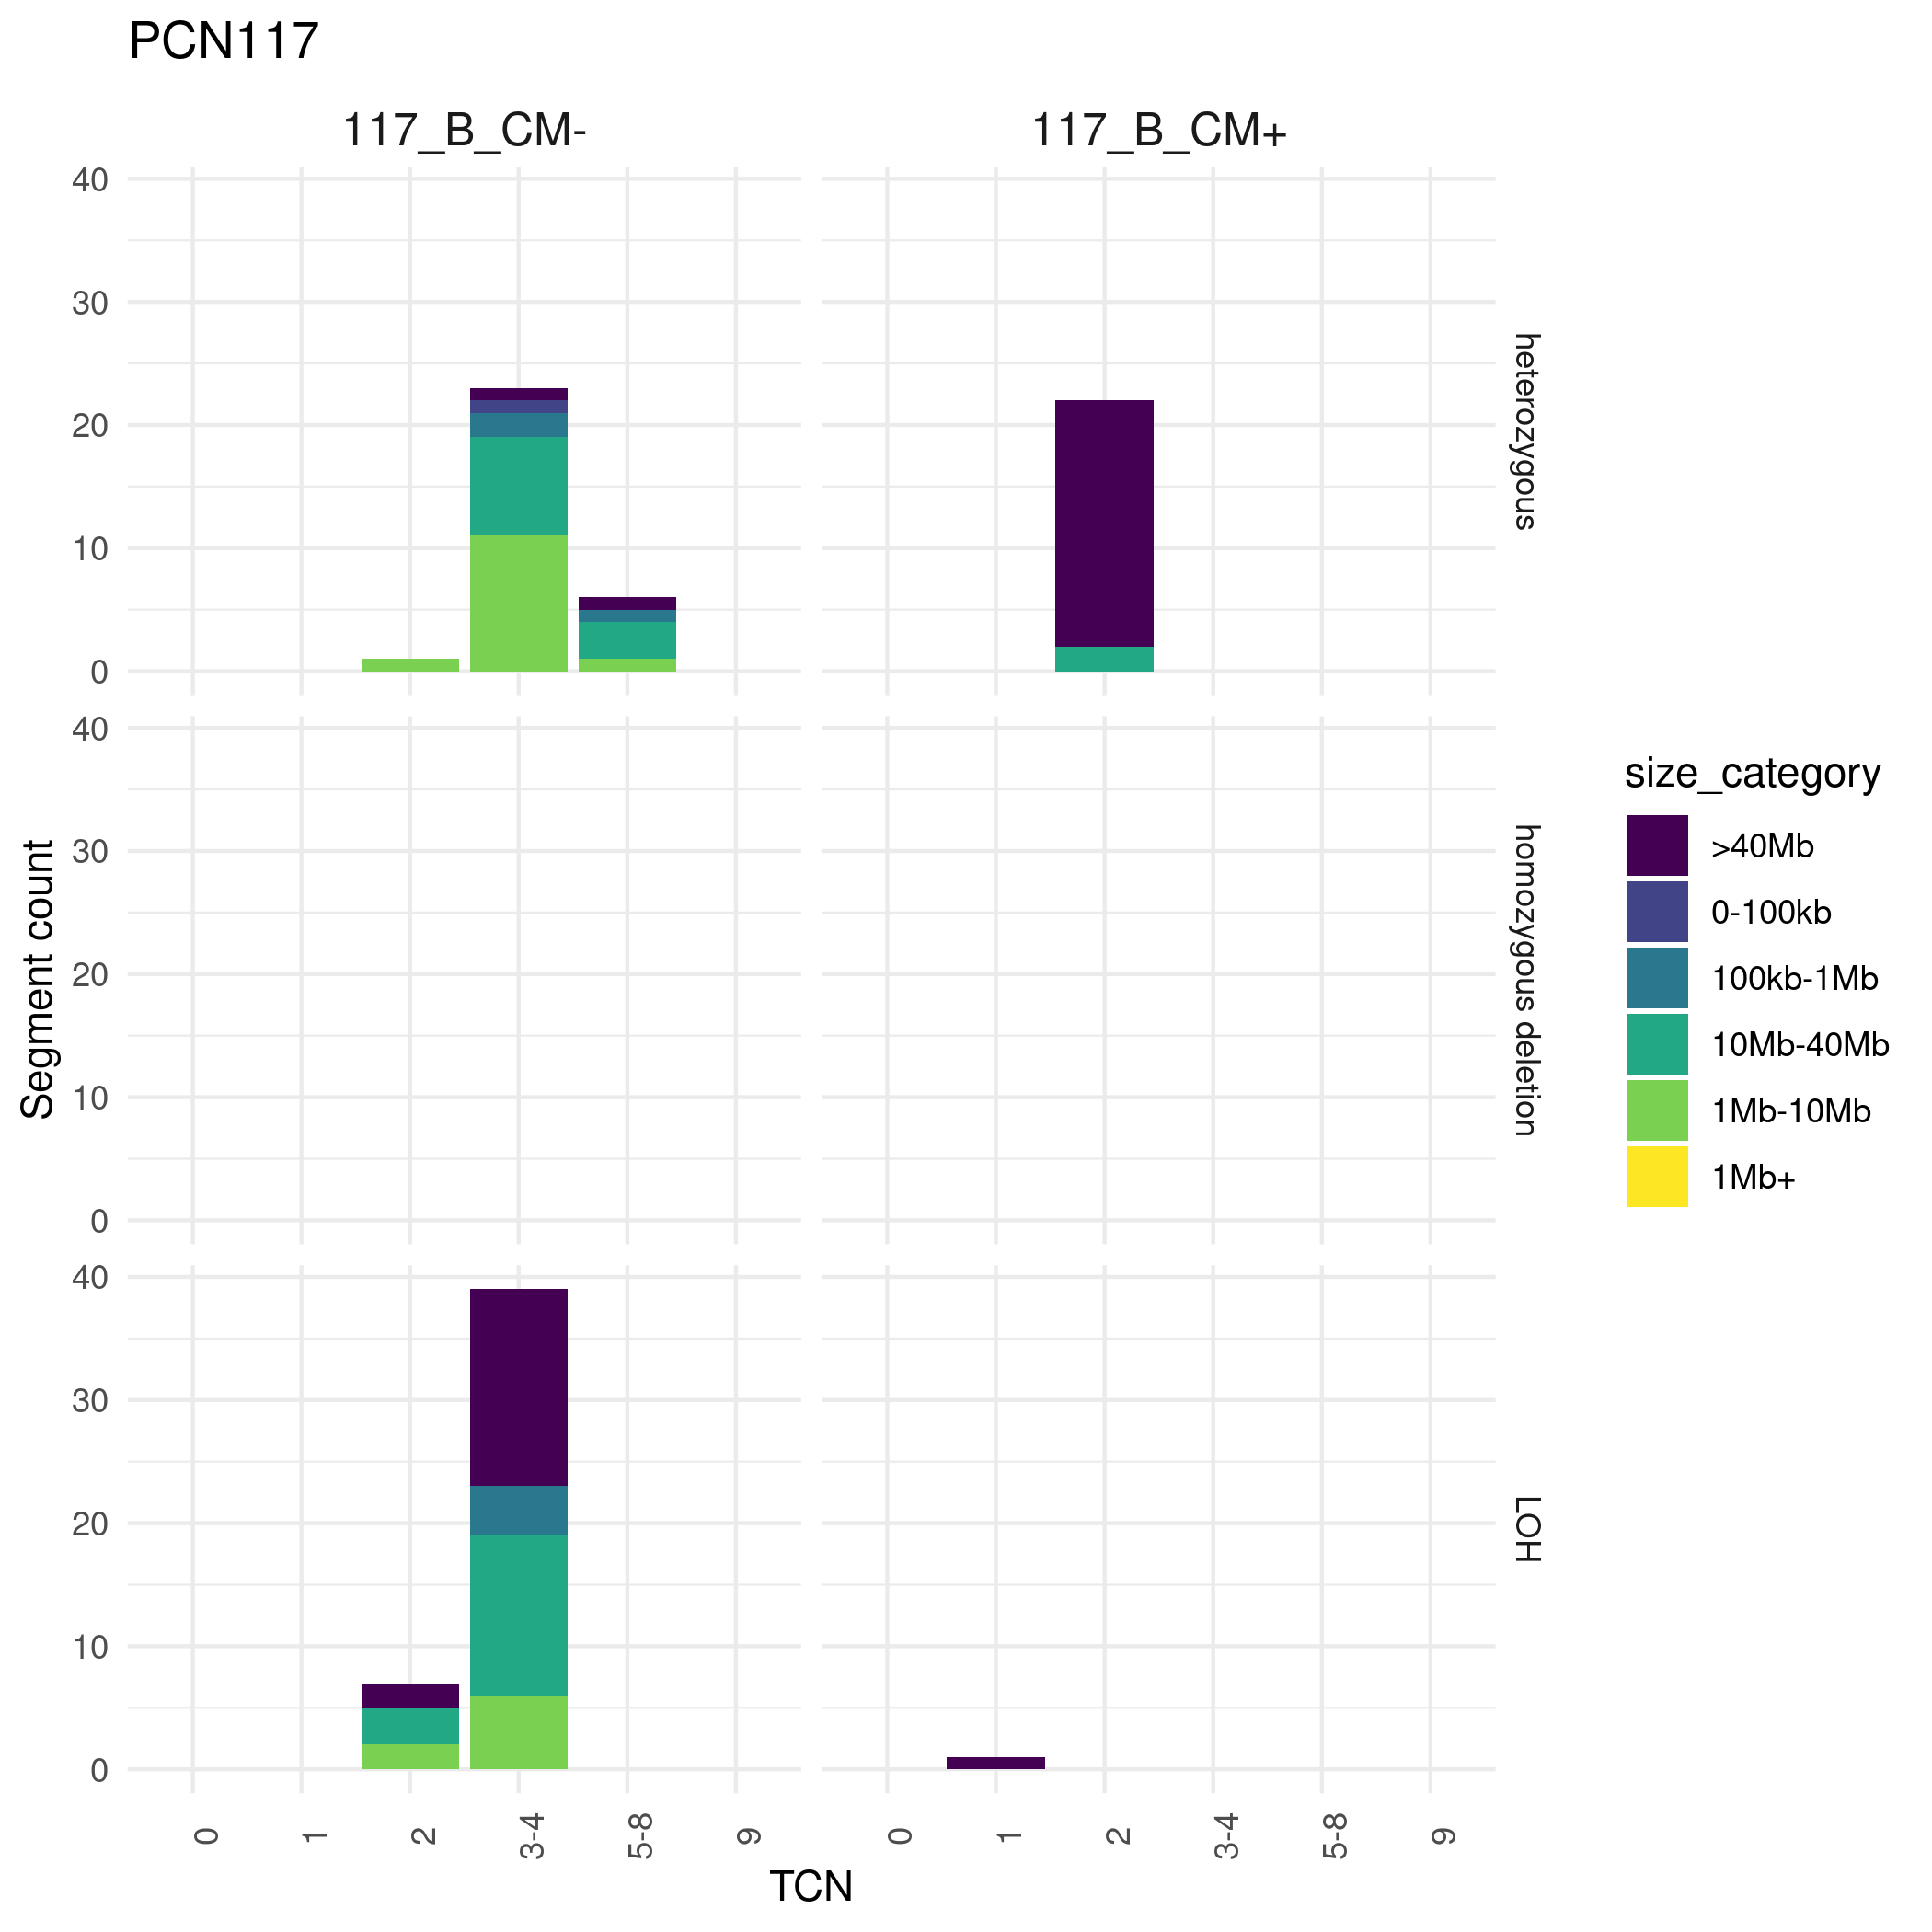 PCN117
117_B_CM-
117_B_CM+
40
30
20
10
0
heterozygous
40
30
20
10
0
homozygous deletion
40
30
20
10
0
LOH
Segment count
0
1
2
3-4
5-8
9
0
1
2
3-4
5-8
9
TCN
size_category
>40Mb
0-100kb
100kb-1Mb
10Mb-40Mb
1Mb-10Mb
1Mb+